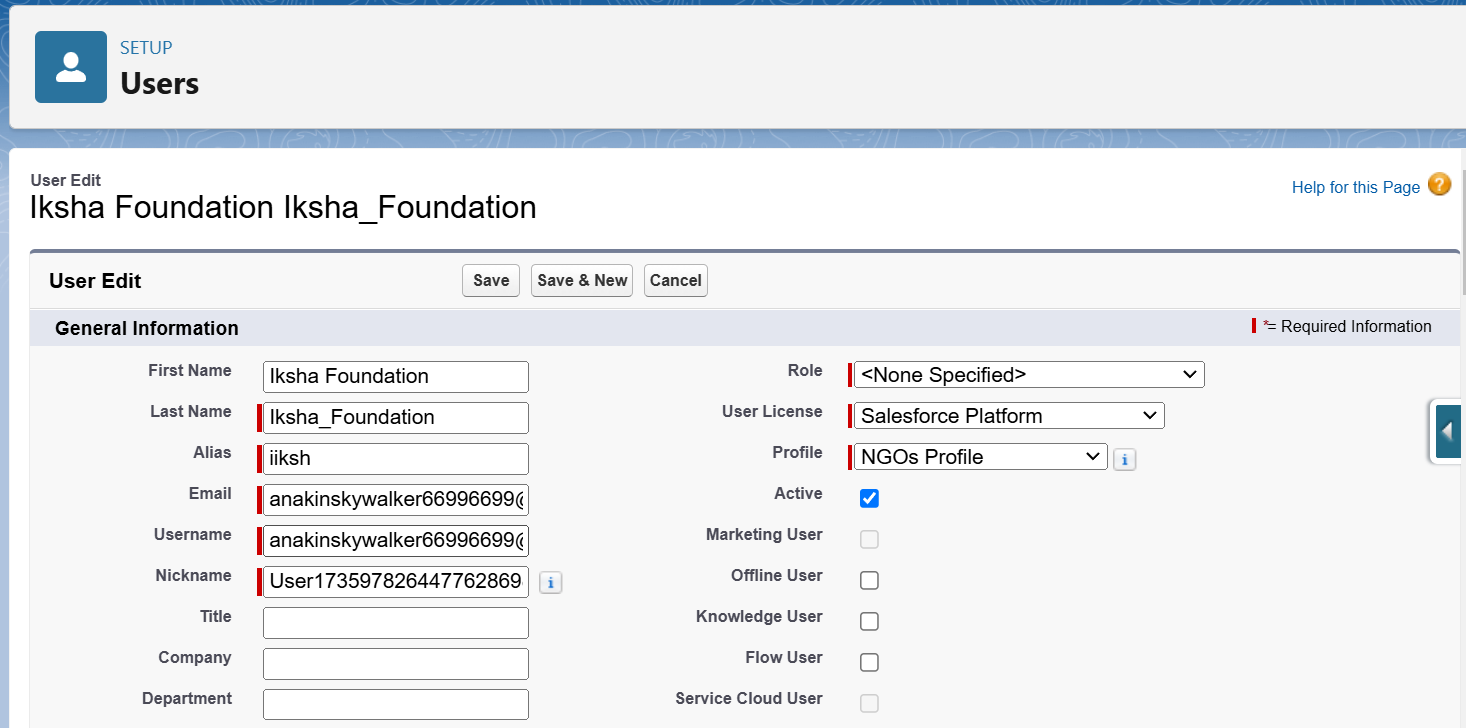 SETUP
Users
User Edit
Iksha Foundation Iksha_Foundation
Help for this Page ?
User Edit Save Save & New Cancel
General Information *= Required Information
First Name Iksha Foundation Role <None Specified>
Last Name Iksha_Foundation User License Salesforce Platform
Alias iiksh Profile NGOs Profile i
Email anakinskywalker66996699@ Active
Username anakinskywalker66996699@ Marketing User
Nickname User173597826447762869 i Offline User
Title Knowledge User
Company Flow User
Department Service Cloud User